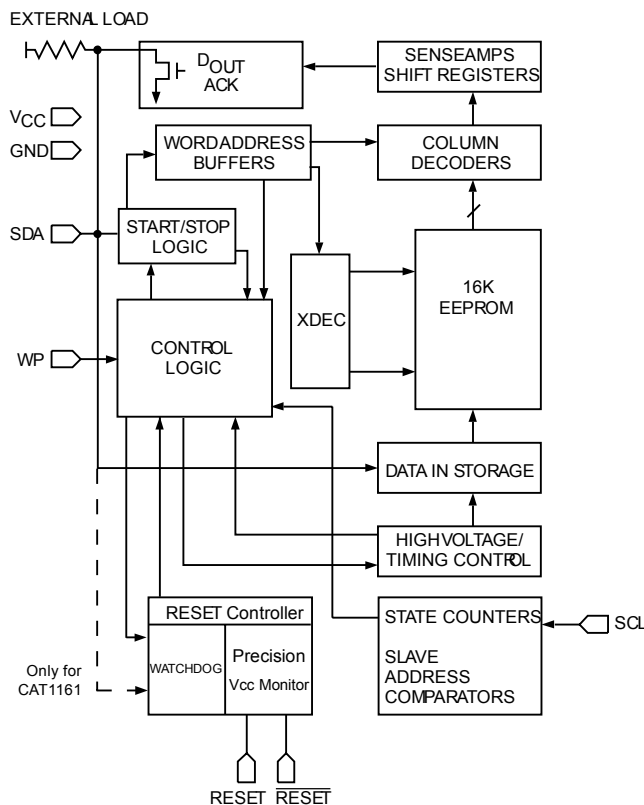 EXTERNAL LOAD
DOUT
ACK
SENSEAMPS
SHIFT REGISTERS
VCC
GND
WORDADDRESS
BUFFERS
COLUMN
DECODERS
SDA
START/STOP
LOGIC
16K
EEPROM
XDEC
WP
CONTROL
LOGIC
DATA IN STORAGE
HIGHVOLTAGE/
TIMING CONTROL
RESET Controller
WATCHDOG
Precision
Vcc Monitor
STATE COUNTERS
SCL
SLAVE
ADDRESS
COMPARATORS
Only for
CAT1161
RESET
RESET